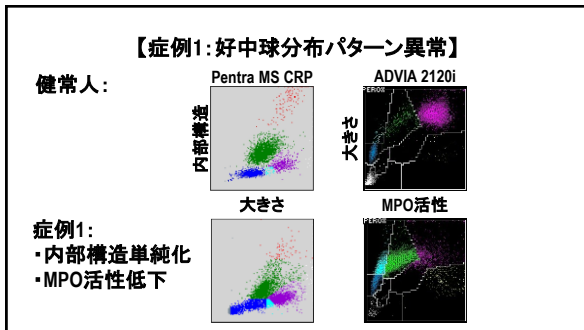 【症例1:好中球分布パターン異常】
健常人:
Pentra MS CRP
ADVIA 2120i
内部構造
大きさ
PEROX
大きさ
MPO活性
症例1:
・内部構造単純化
・MPO活性低下
PEROX